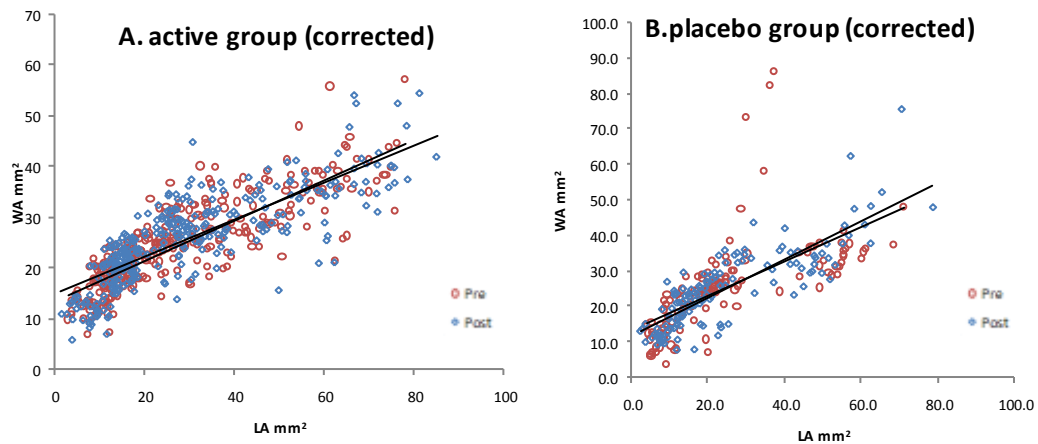 A. active group (corrected)
70
60
50
40
30
20
10
0
WA mm²
0 20 40 60 80 100
LA mm²
Pre
Post
B.placebo group (corrected)
100.0
90.0
80.0
70.0
60.0
50.0
40.0
30.0
20.0
10.0
0.0
WA mm²
0.0 20.0 40.0 60.0 80.0 100.0
LA mm²
Pre
Post